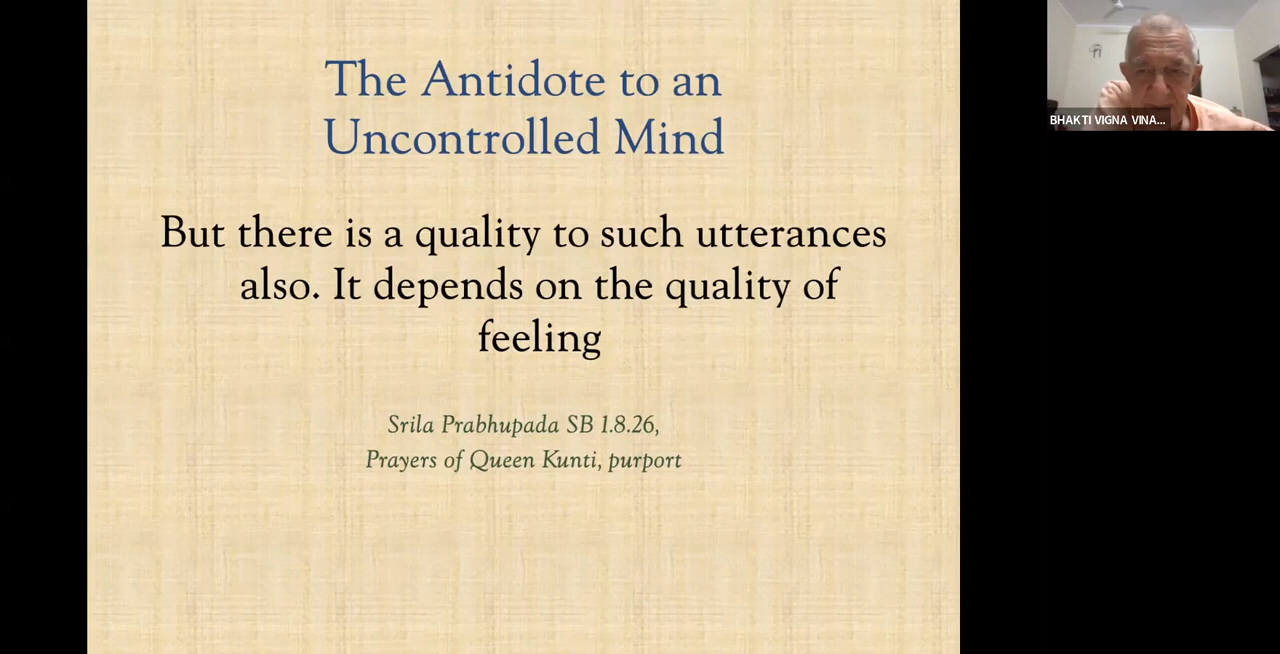 The Antidote to an
Uncontrolled Mind
But there is a quality to such utterances
also. It depends on the quality of
feeling
Srila Prabhupada SB 1.8.26,
Prayers of Queen Kunti, purport
BHAKTI VIGNA VINA...